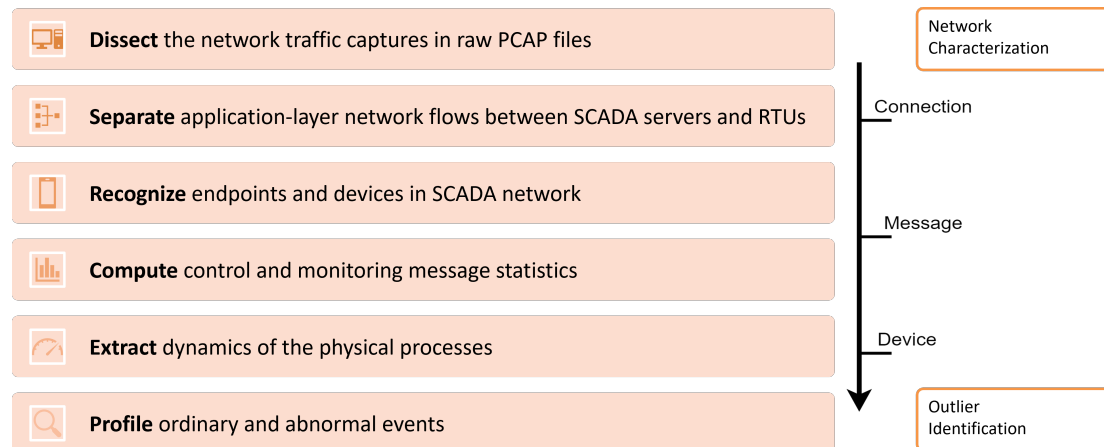 Dissect the network traffic captures in raw PCAP files
Separate application-layer network flows between SCADA servers and RTUs
Recognize endpoints and devices in SCADA network
Compute control and monitoring message statistics
Extract dynamics of the physical processes
Profile ordinary and abnormal events
Network
Characterization
Connection
Message
Device
Outlier
Identification